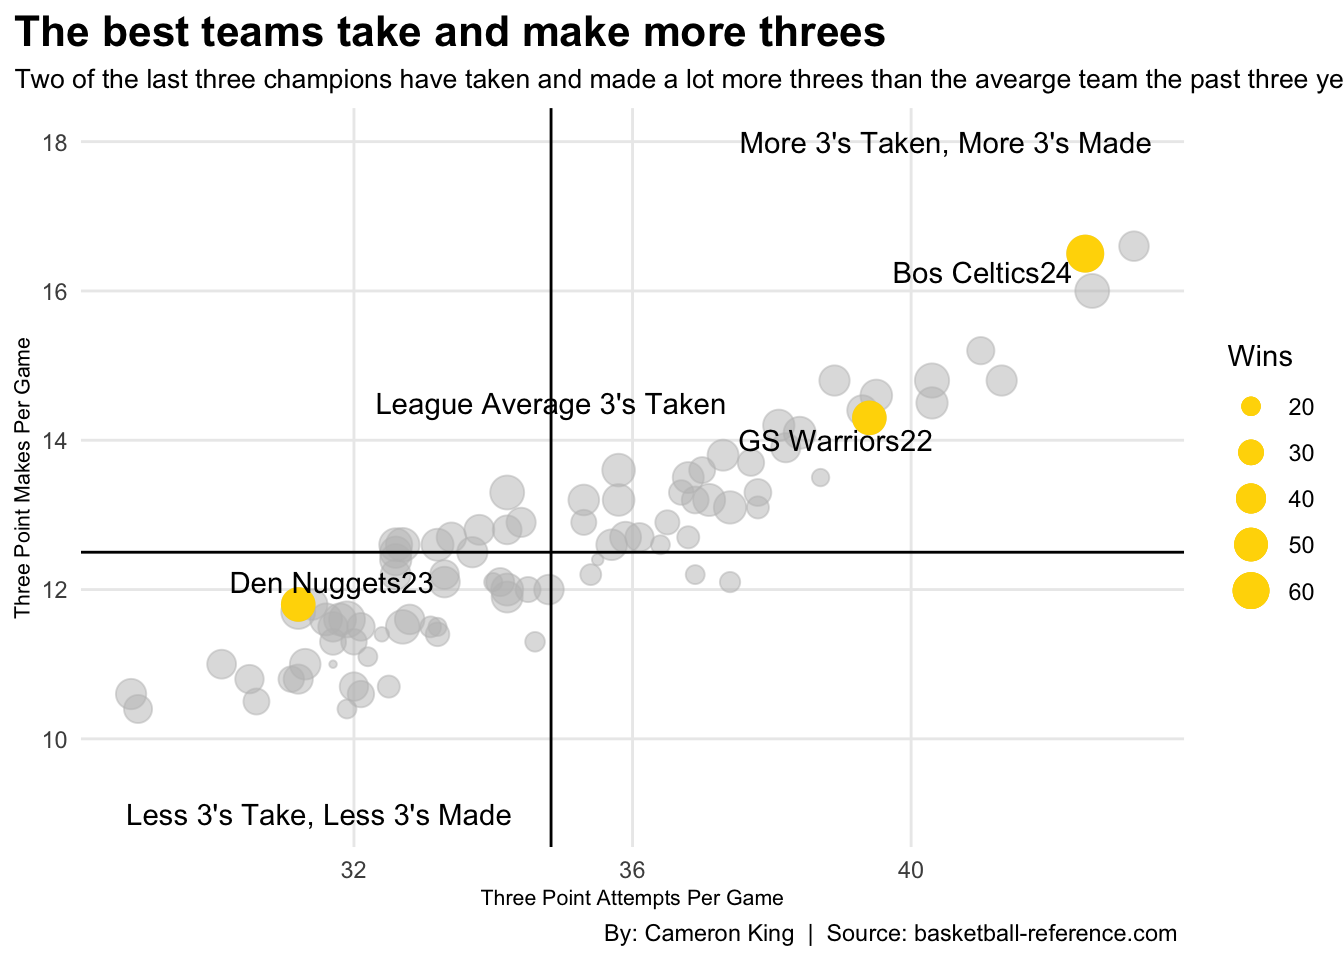 The best teams take and make more threes
Two of the last three champions have taken and made a lot more threes than the avearge team the past three ye
18
16
14
12
10
Three Point Makes Per Game
More 3's Taken, More 3's Made
Bos Celtics24
League Average 3's Taken
GS Warriors22
Den Nuggets23
Less 3's Take, Less 3's Made
32
36
40
Three Point Attempts Per Game
Wins
20
30
40
50
60
By: Cameron King | Source: basketball-reference.com